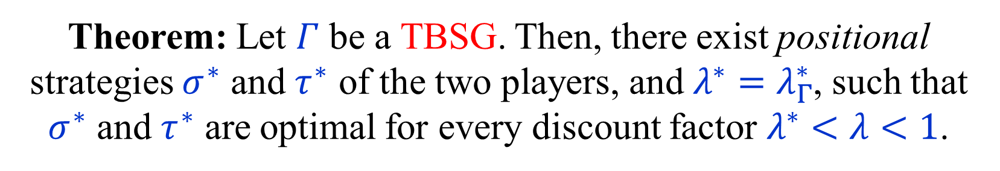 Theorem: Let Γ be a TBSG. Then, there exist positional
strategies σ* and τ* of the two players, and λ* = λ*_Γ, such that
σ* and τ* are optimal for every discount factor λ* < λ < 1.